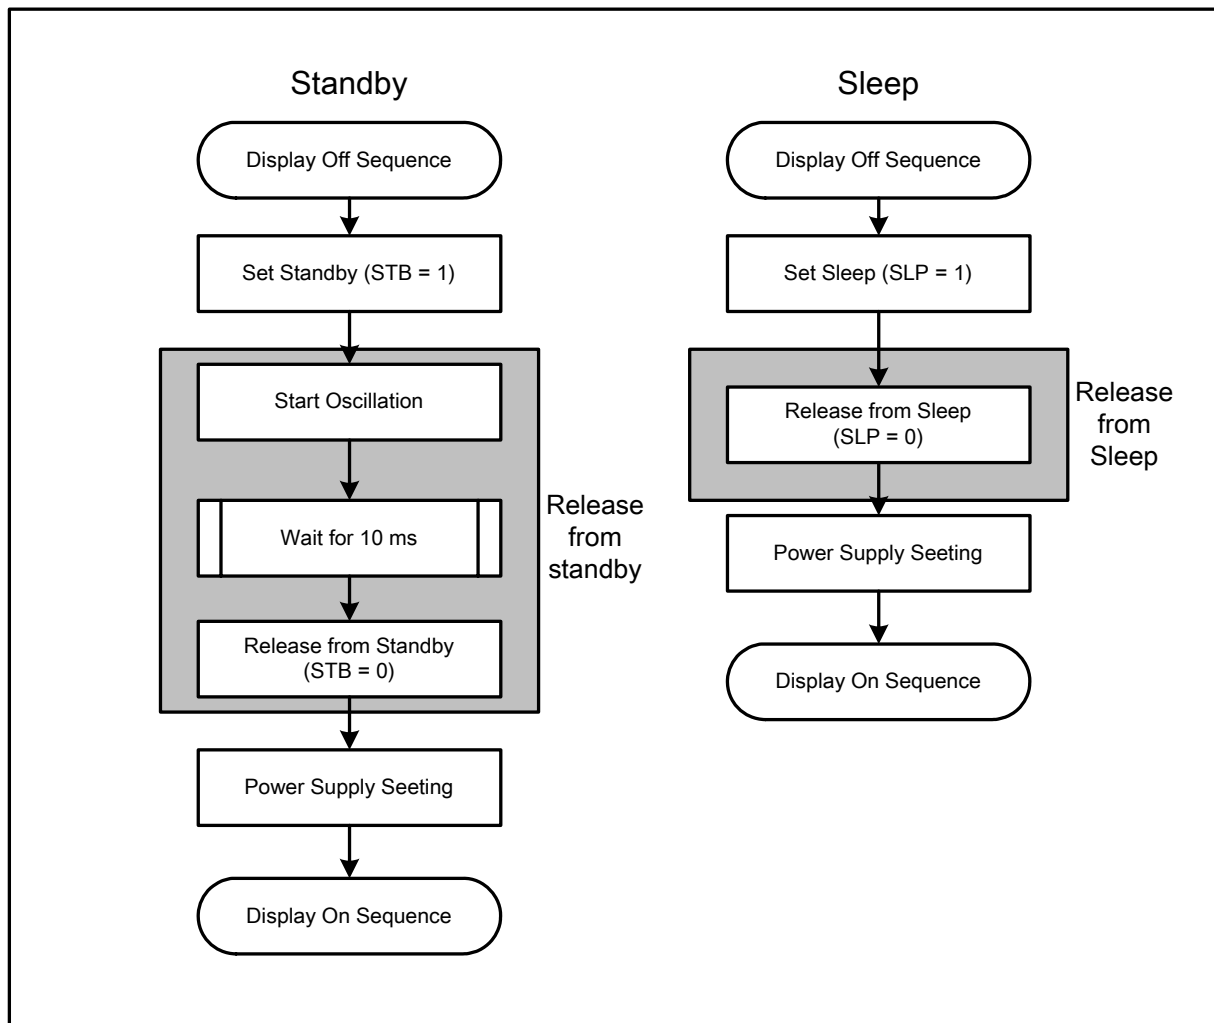 Standby
Display Off Sequence
Set Standby (STB = 1)
Start Oscillation
Wait for 10 ms
Release from Standby
(STB = 0)
Release
from
standby
Power Supply Seeting
Display On Sequence
Sleep
Display Off Sequence
Set Sleep (SLP = 1)
Release from Sleep
(SLP = 0)
Release
from
Sleep
Power Supply Seeting
Display On Sequence